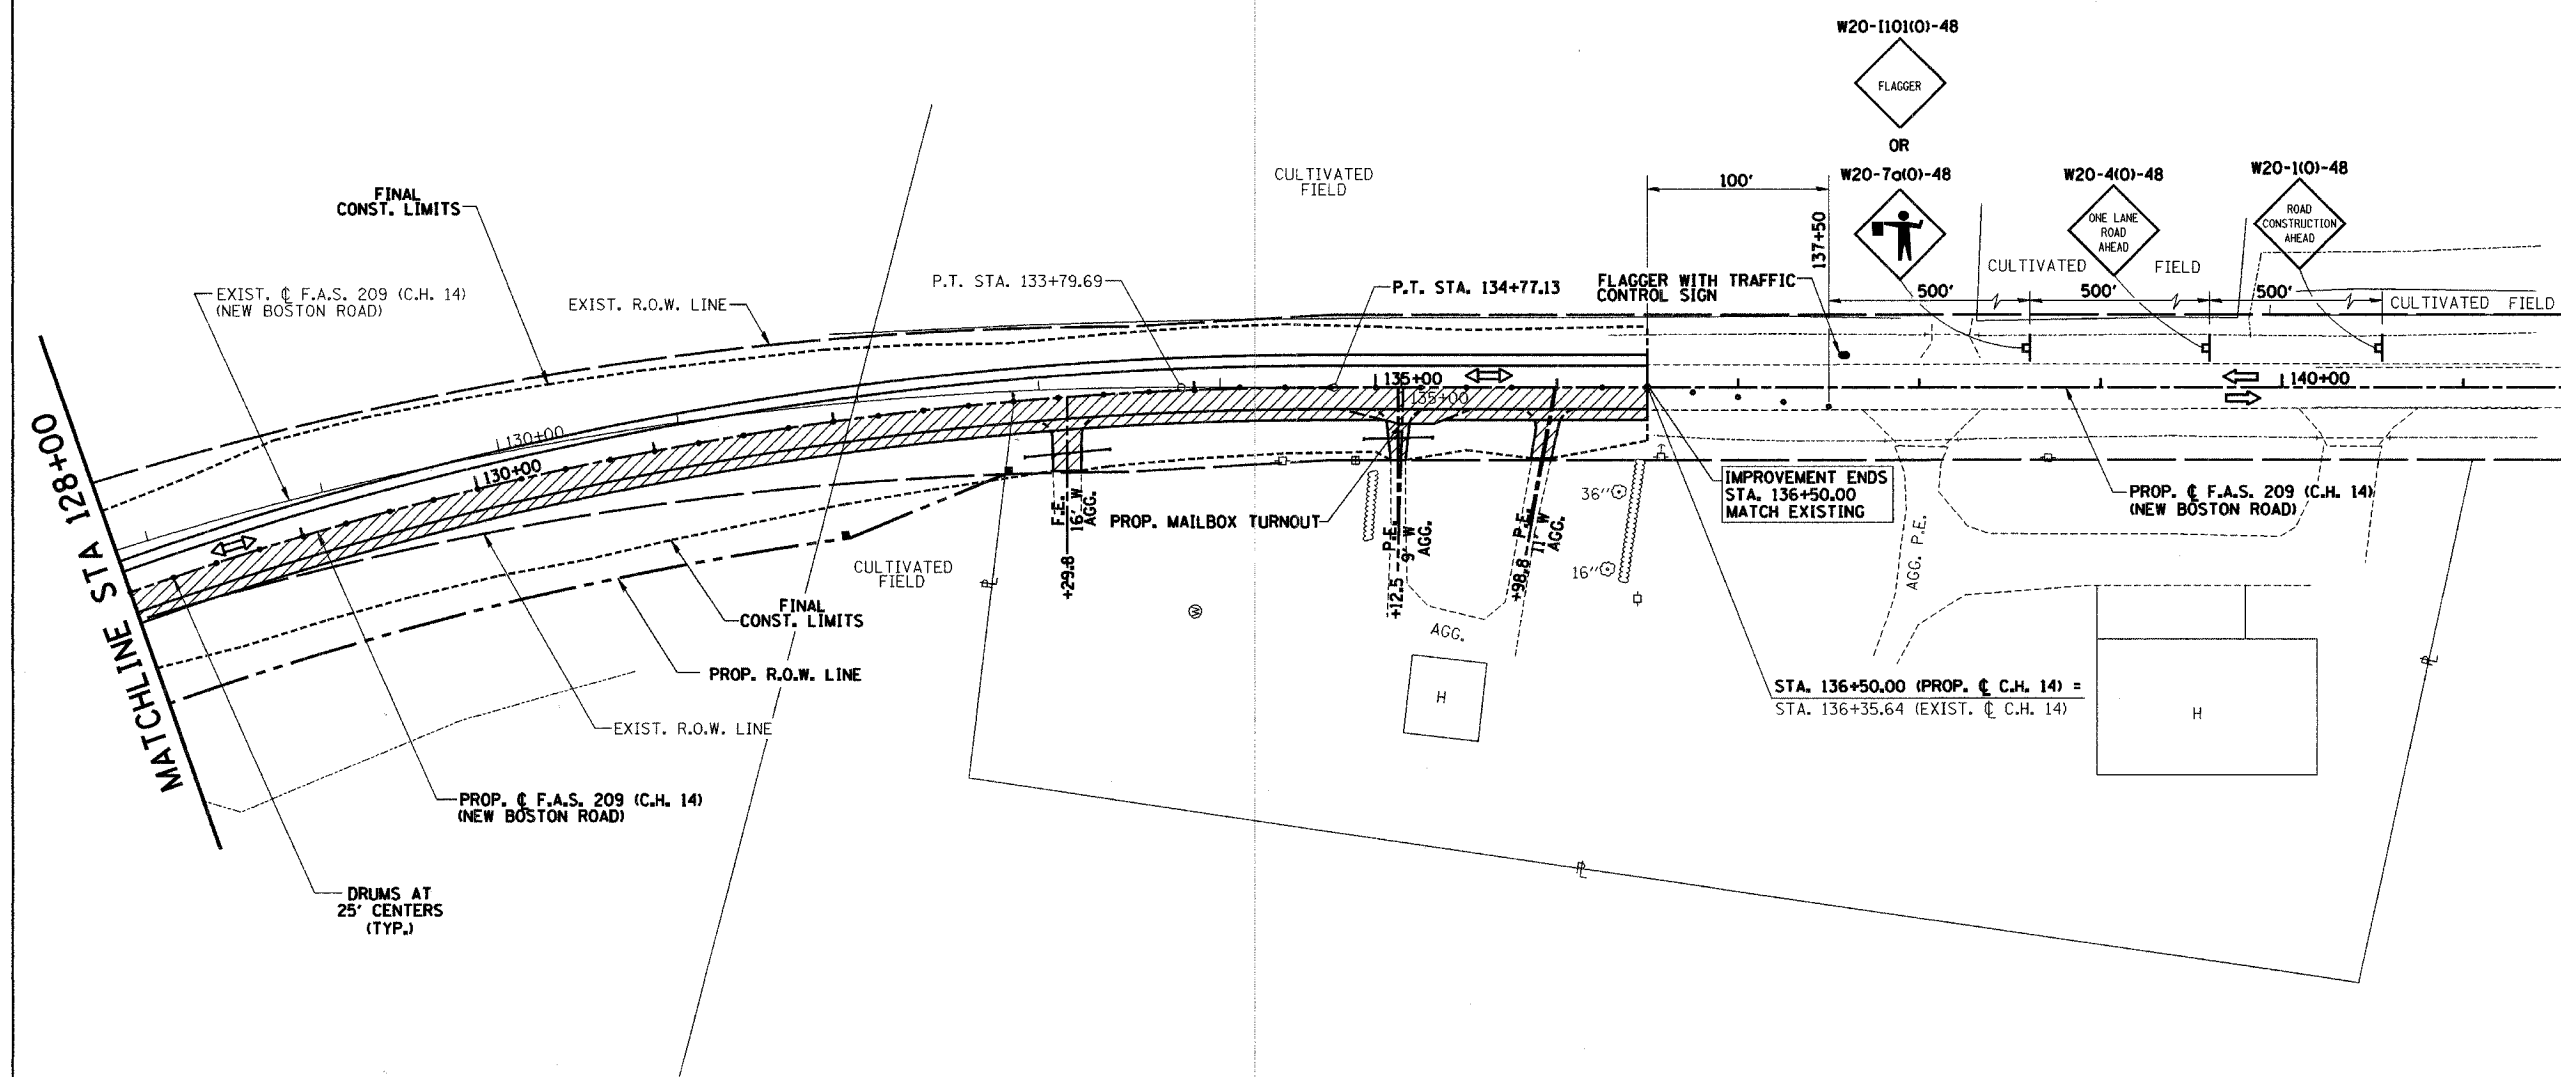 W20-I101(O)-48
FLAGGER
OR
W20-7a(O)-48
W20-4(O)-48
W20-1(O)-48
ONE LANE
ROAD
AHEAD
ROAD
CONSTRUCTION
AHEAD
CULTIVATED
FIELD
100'
137+50
FINAL
CONST. LIMITS
EXIST. ℄ F.A.S. 209 (C.H. 14)
(NEW BOSTON ROAD)
EXIST. R.O.W. LINE
P.T. STA. 133+79.69
P.T. STA. 134+77.13
FLAGGER WITH TRAFFIC
CONTROL SIGN
CULTIVATED FIELD
500'
500'
500'
CULTIVATED FIELD
MATCHLINE STA 128+00
130+00
130+00
135+00
135+00
140+00
F.E.
16' W
AGG.
+29.8
PROP. MAILBOX TURNOUT
P.E.
9' W
AGG.
+12.5
P.E.
11' W
AGG.
+98.8
36"
16"
IMPROVEMENT ENDS
STA. 136+50.00
MATCH EXISTING
PROP. ℄ F.A.S. 209 (C.H. 14)
(NEW BOSTON ROAD)
AGG. P.E.
CULTIVATED
FIELD
℄
W
FINAL
CONST. LIMITS
AGG.
PROP. R.O.W. LINE
EXIST. R.O.W. LINE
H
STA. 136+50.00 (PROP. ℄ C.H. 14) =
STA. 136+35.64 (EXIST. ℄ C.H. 14)
H
PROP. ℄ F.A.S. 209 (C.H. 14)
(NEW BOSTON ROAD)
DRUMS AT
25' CENTERS
(TYP.)